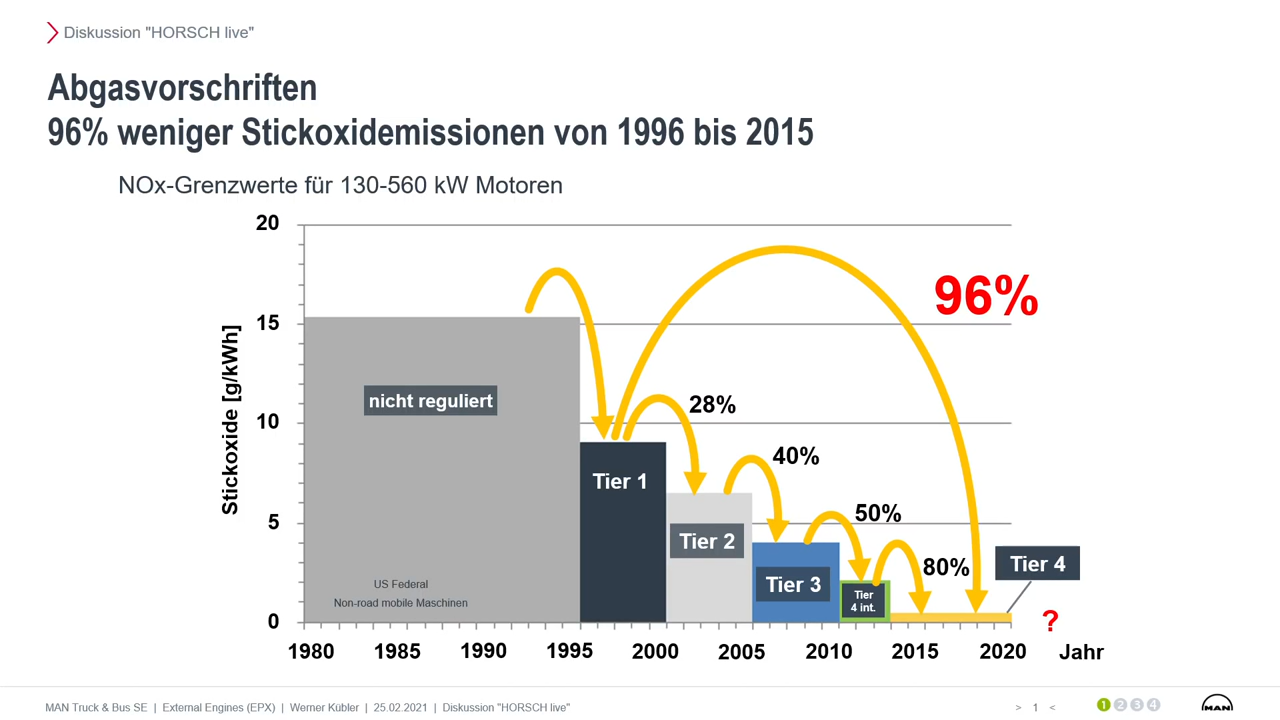 Diskussion "HORSCH live"
Abgasvorschriften
96% weniger Stickoxidemissionen von 1996 bis 2015
NOx-Grenzwerte für 130-560 kW Motoren
20
15
10
5
0
Stickoxide [g/kWh]
96%
nicht reguliert
28%
40%
50%
80%
Tier 1
Tier 2
Tier 3
Tier
4 int.
Tier 4
?
US Federal
Non-road mobile Maschinen
1980 1985 1990 1995 2000 2005 2010 2015 2020 Jahr
MAN Truck & Bus SE | External Engines (EPX) | Werner Kübler | 25.02.2021 | Diskussion "HORSCH live"
> 1 <
1 2 3 4
MAN